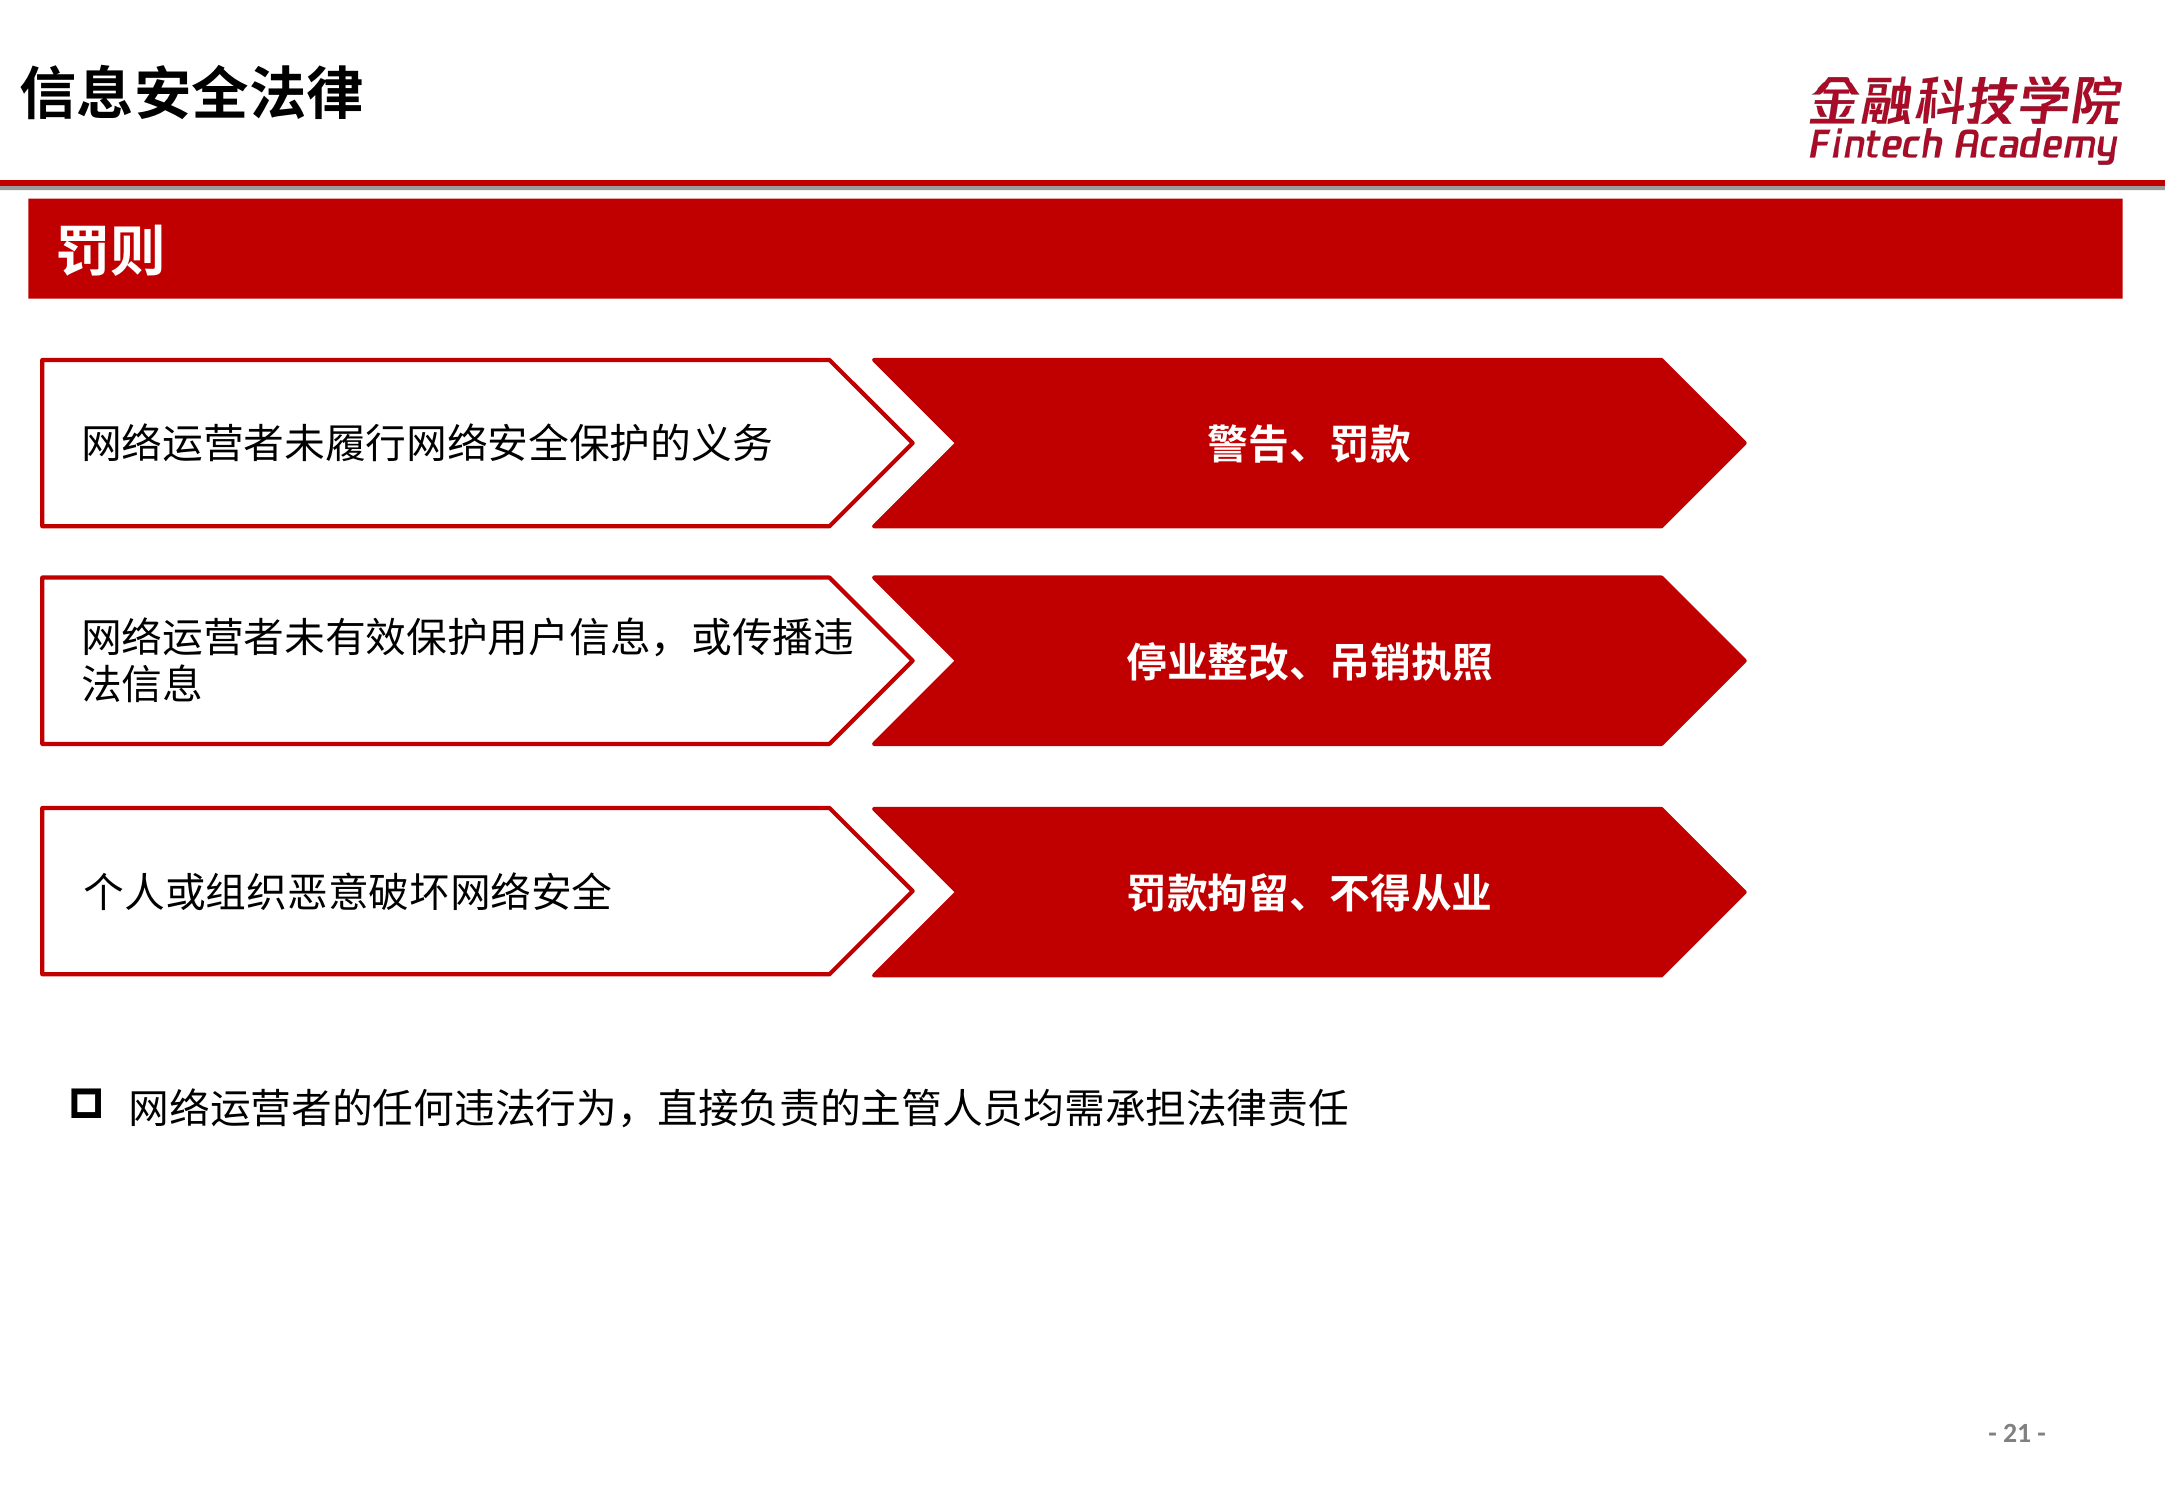 信息安全法律
金融科技学院
Fintech Academy
罚则
网络运营者未履行网络安全保护的义务
警告、罚款
网络运营者未有效保护用户信息，或传播违
法信息
停业整改、吊销执照
个人或组织恶意破坏网络安全
罚款拘留、不得从业
网络运营者的任何违法行为，直接负责的主管人员均需承担法律责任
- 21 -